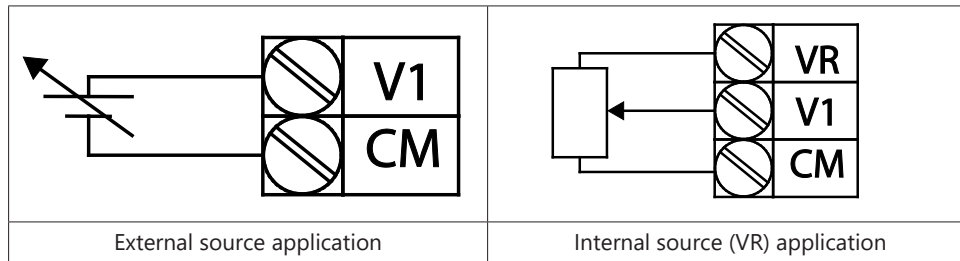 V1
CM
VR
V1
CM
External source application
Internal source (VR) application